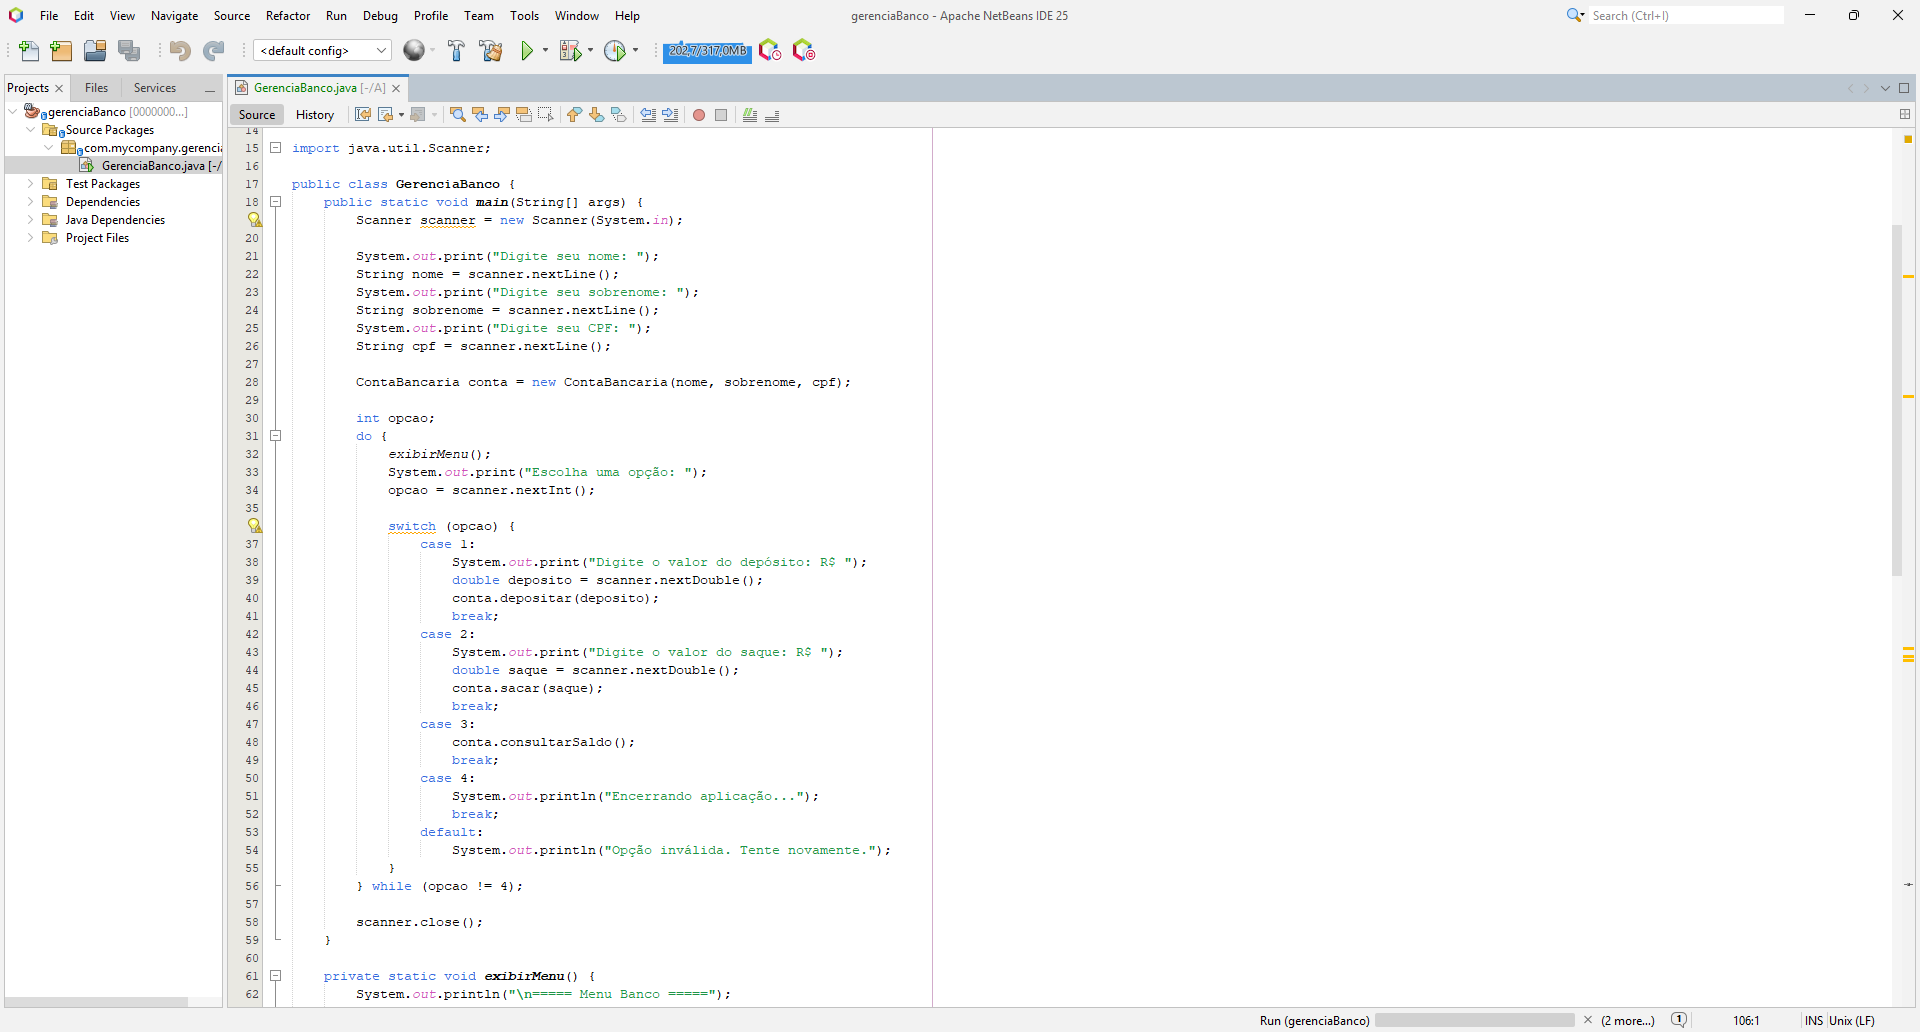 File Edit View Navigate Source Refactor Run Debug Profile Team Tools Window Help
gerenciaBanco - Apache NetBeans IDE 25
Search (Ctrl+I)
<default config>
202,7/317,0MB
Projects Files Services
GerenciaBanco.java [-/A]
Source History
gerenciaBanco [0000000...]
Source Packages
com.mycompany.gerencia
GerenciaBanco.java [-/
Test Packages
Dependencies
Java Dependencies
Project Files
14
15 import java.util.Scanner;
16
17 public class GerenciaBanco {
18 public static void main(String[] args) {
Scanner scanner = new Scanner(System.in);
20
21 System.out.print("Digite seu nome: ");
22 String nome = scanner.nextLine();
23 System.out.print("Digite seu sobrenome: ");
24 String sobrenome = scanner.nextLine();
25 System.out.print("Digite seu CPF: ");
26 String cpf = scanner.nextLine();
27
28 ContaBancaria conta = new ContaBancaria(nome, sobrenome, cpf);
29
30 int opcao;
31 do {
32 exibirMenu();
33 System.out.print("Escolha uma opção: ");
34 opcao = scanner.nextInt();
35
switch (opcao) {
37 case 1:
38 System.out.print("Digite o valor do depósito: R$ ");
39 double deposito = scanner.nextDouble();
40 conta.depositar(deposito);
41 break;
42 case 2:
43 System.out.print("Digite o valor do saque: R$ ");
44 double saque = scanner.nextDouble();
45 conta.sacar(saque);
46 break;
47 case 3:
48 conta.consultarSaldo();
49 break;
50 case 4:
51 System.out.println("Encerrando aplicação...");
52 break;
53 default:
54 System.out.println("Opção inválida. Tente novamente.");
55 }
56 } while (opcao != 4);
57
58 scanner.close();
59 }
60
61 private static void exibirMenu() {
62 System.out.println("\n===== Menu Banco =====");
Run (gerenciaBanco) (2 more...) 1 106:1 INS Unix (LF)